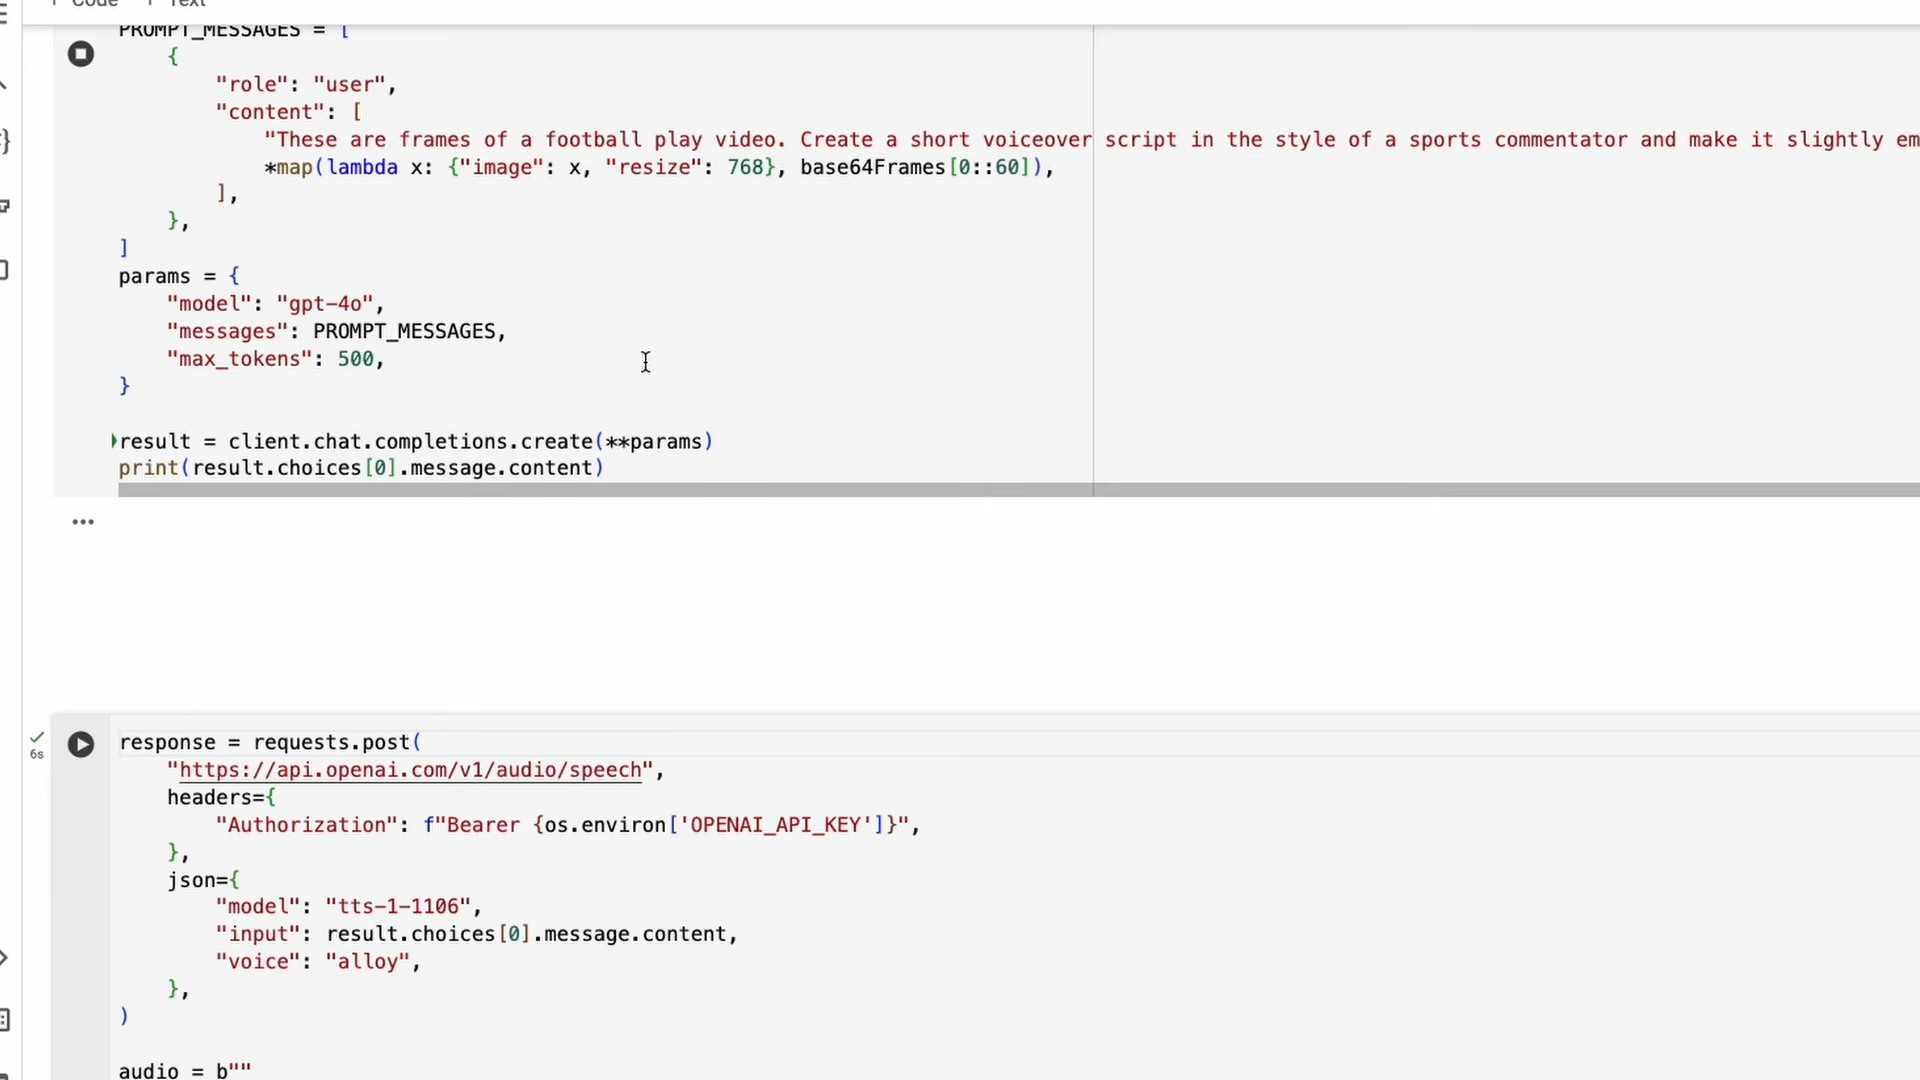 + Code + Text
PROMPT_MESSAGES = [
{
"role": "user",
"content": [
"These are frames of a football play video. Create a short voiceover script in the style of a sports commentator and make it slightly em
*map(lambda x: {"image": x, "resize": 768}, base64Frames[0::60]),
],
},
]
params = {
"model": "gpt-4o",
"messages": PROMPT_MESSAGES,
"max_tokens": 500,
}
result = client.chat.completions.create(**params)
print(result.choices[0].message.content)
...
6s
response = requests.post(
"https://api.openai.com/v1/audio/speech",
headers={
"Authorization": f"Bearer {os.environ['OPENAI_API_KEY']}",
},
json={
"model": "tts-1-1106",
"input": result.choices[0].message.content,
"voice": "alloy",
},
)
audio = b""